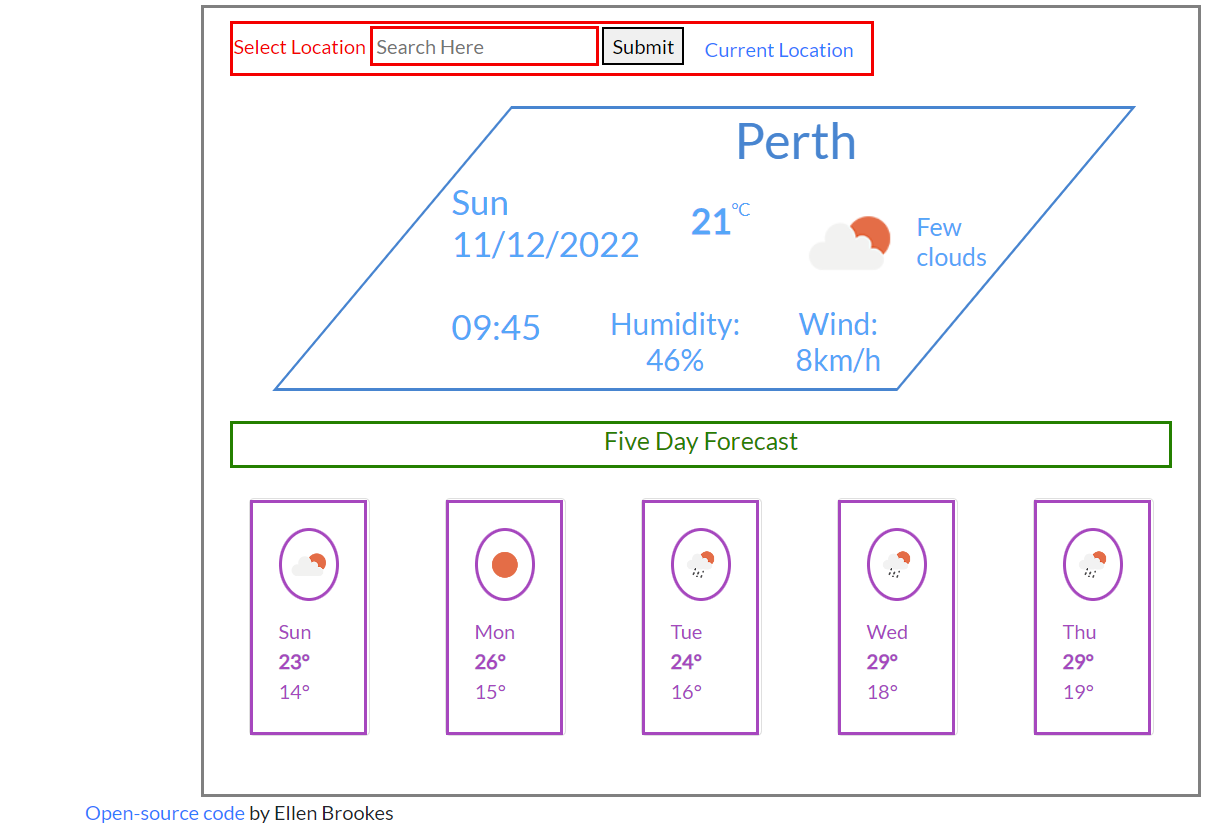 Select Location Search Here Submit Current Location
Perth
Sun
11/12/2022
21°C
Few
clouds
09:45
Humidity:
46%
Wind:
8km/h
Five Day Forecast
Sun
23°
14°
Mon
26°
15°
Tue
24°
16°
Wed
29°
18°
Thu
29°
19°
Open-source code by Ellen Brookes